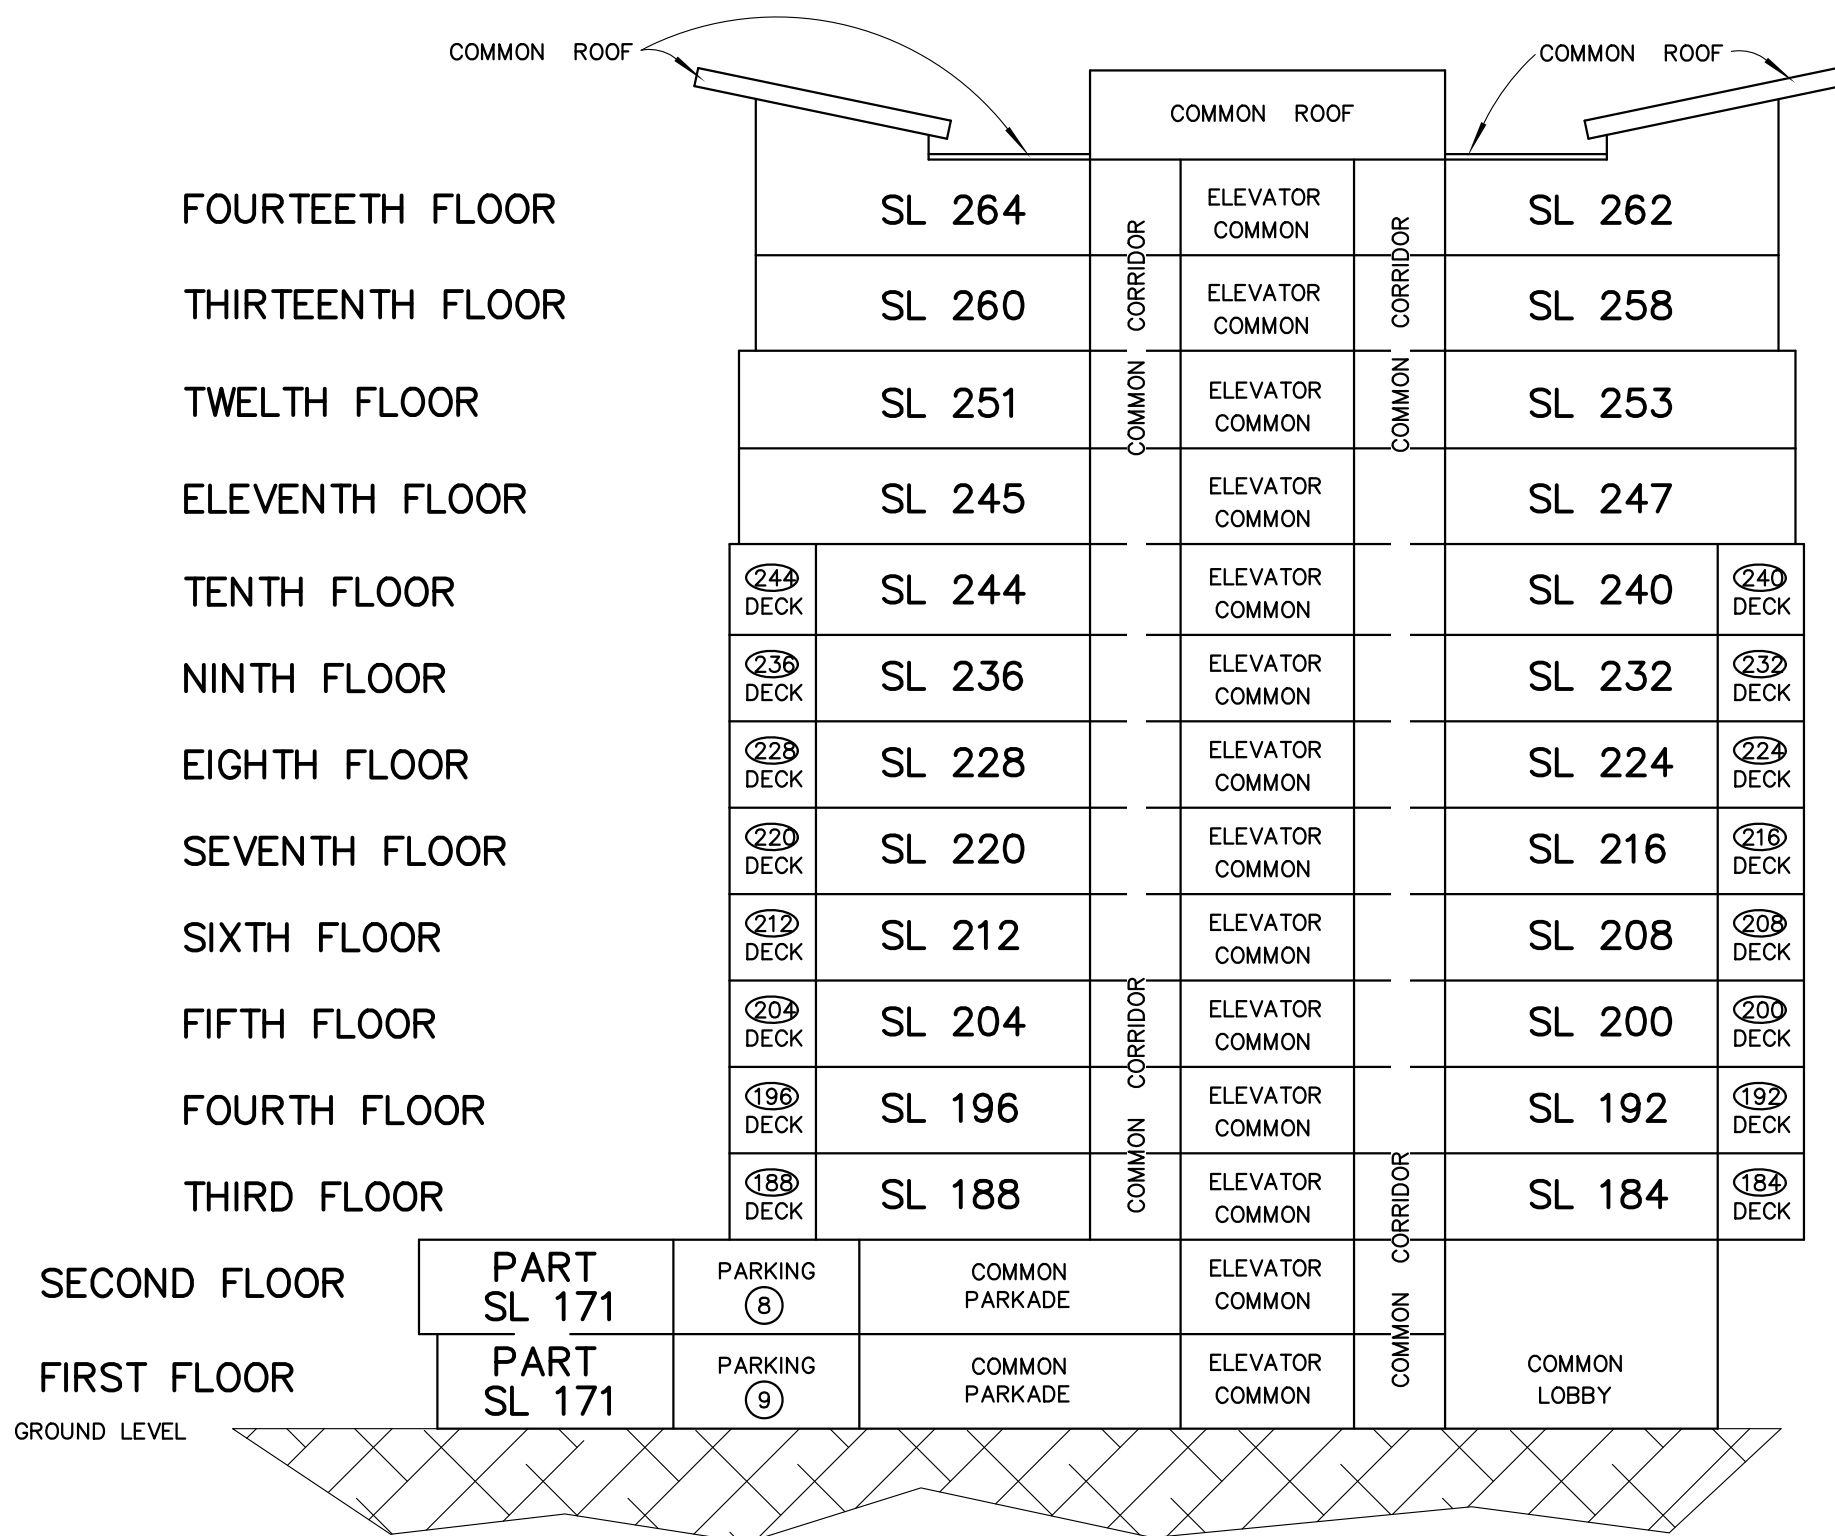 COMMON ROOF
COMMON ROOF
COMMON ROOF
FOURTEETH FLOOR
SL 264
ELEVATOR
COMMON
SL 262
THIRTEENTH FLOOR
SL 260
ELEVATOR
COMMON
SL 258
COMMON CORRIDOR
COMMON CORRIDOR
TWELTH FLOOR
SL 251
ELEVATOR
COMMON
SL 253
ELEVENTH FLOOR
SL 245
ELEVATOR
COMMON
SL 247
TENTH FLOOR
244
DECK
SL 244
ELEVATOR
COMMON
SL 240
240
DECK
NINTH FLOOR
236
DECK
SL 236
ELEVATOR
COMMON
SL 232
232
DECK
EIGHTH FLOOR
228
DECK
SL 228
ELEVATOR
COMMON
SL 224
224
DECK
SEVENTH FLOOR
220
DECK
SL 220
ELEVATOR
COMMON
SL 216
216
DECK
SIXTH FLOOR
212
DECK
SL 212
ELEVATOR
COMMON
SL 208
208
DECK
FIFTH FLOOR
204
DECK
SL 204
ELEVATOR
COMMON
SL 200
200
DECK
COMMON CORRIDOR
FOURTH FLOOR
196
DECK
SL 196
ELEVATOR
COMMON
SL 192
192
DECK
THIRD FLOOR
188
DECK
SL 188
ELEVATOR
COMMON
SL 184
184
DECK
COMMON CORRIDOR
SECOND FLOOR
PART
SL 171
PARKING
8
COMMON
PARKADE
ELEVATOR
COMMON
FIRST FLOOR
PART
SL 171
PARKING
9
COMMON
PARKADE
ELEVATOR
COMMON
COMMON
LOBBY
GROUND LEVEL